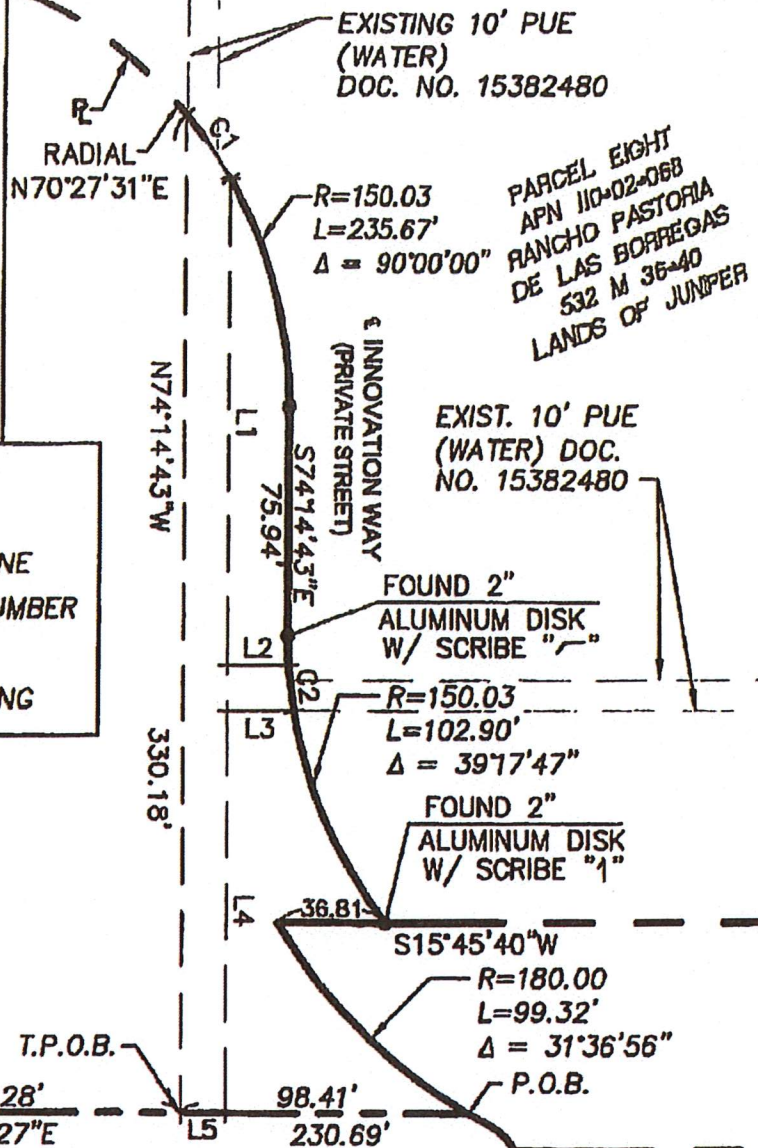 EXISTING 10' PUE
(WATER)
DOC. NO. 15382480
PL
RADIAL
N70°27'31"E
C1
R=150.03
L=235.67'
Δ = 90°00'00"
PARCEL EIGHT
APN 110-02-068
RANCHO PASTORIA
DE LAS BORREGAS
532 M 36-40
LANDS OF JUNIPER
N74°14'43"W
330.18'
L1
S74°14'43"E
75.94'
℄ INNOVATION WAY
(PRIVATE STREET)
EXIST. 10' PUE
(WATER) DOC.
NO. 15382480
NE
UMBER
NG
FOUND 2"
ALUMINUM DISK
W/ SCRIBE "⌐"
L2
C2
L3
R=150.03
L=102.90'
Δ = 39°17'47"
FOUND 2"
ALUMINUM DISK
W/ SCRIBE "1"
L4
36.81
S15°45'40"W
R=180.00
L=99.32'
Δ = 31°36'56"
T.P.O.B.
P.O.B.
28'
27"E
L5
98.41'
230.69'